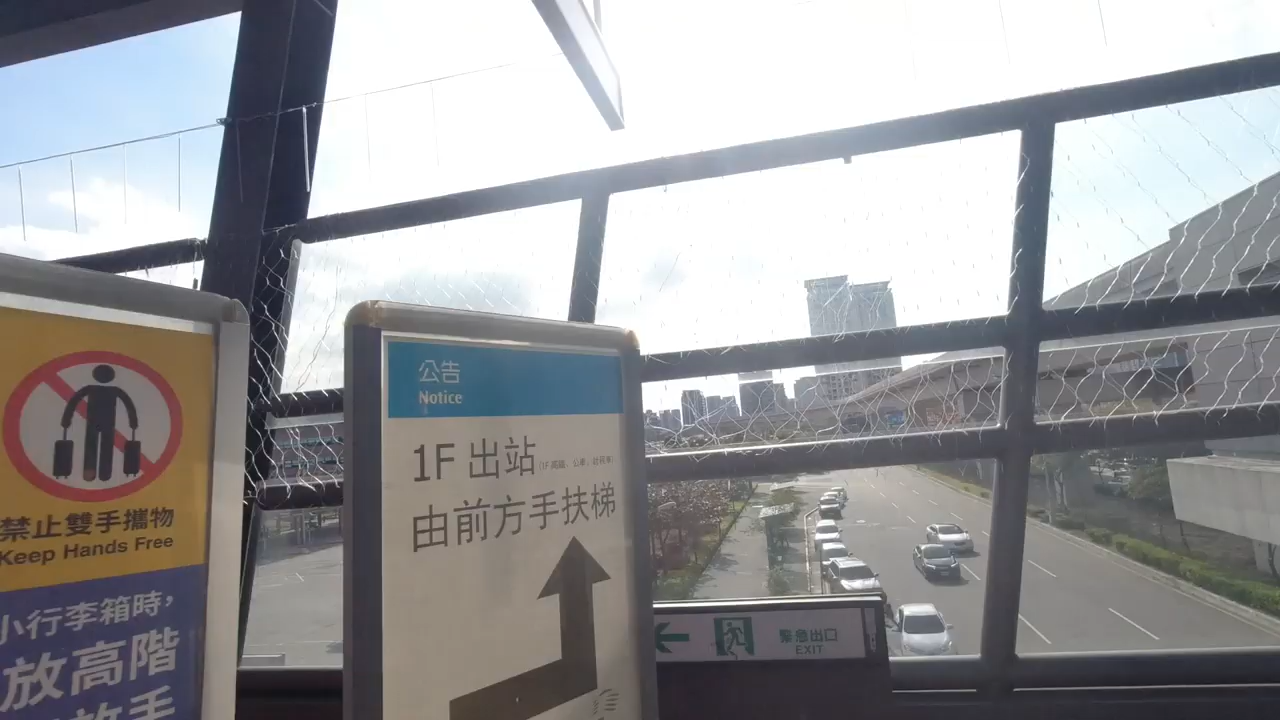 禁止雙手攜物
Keep Hands Free
小行李箱時，
放高階
公告
Notice
1F 出站
由前方手扶梯
緊急出口
EXIT